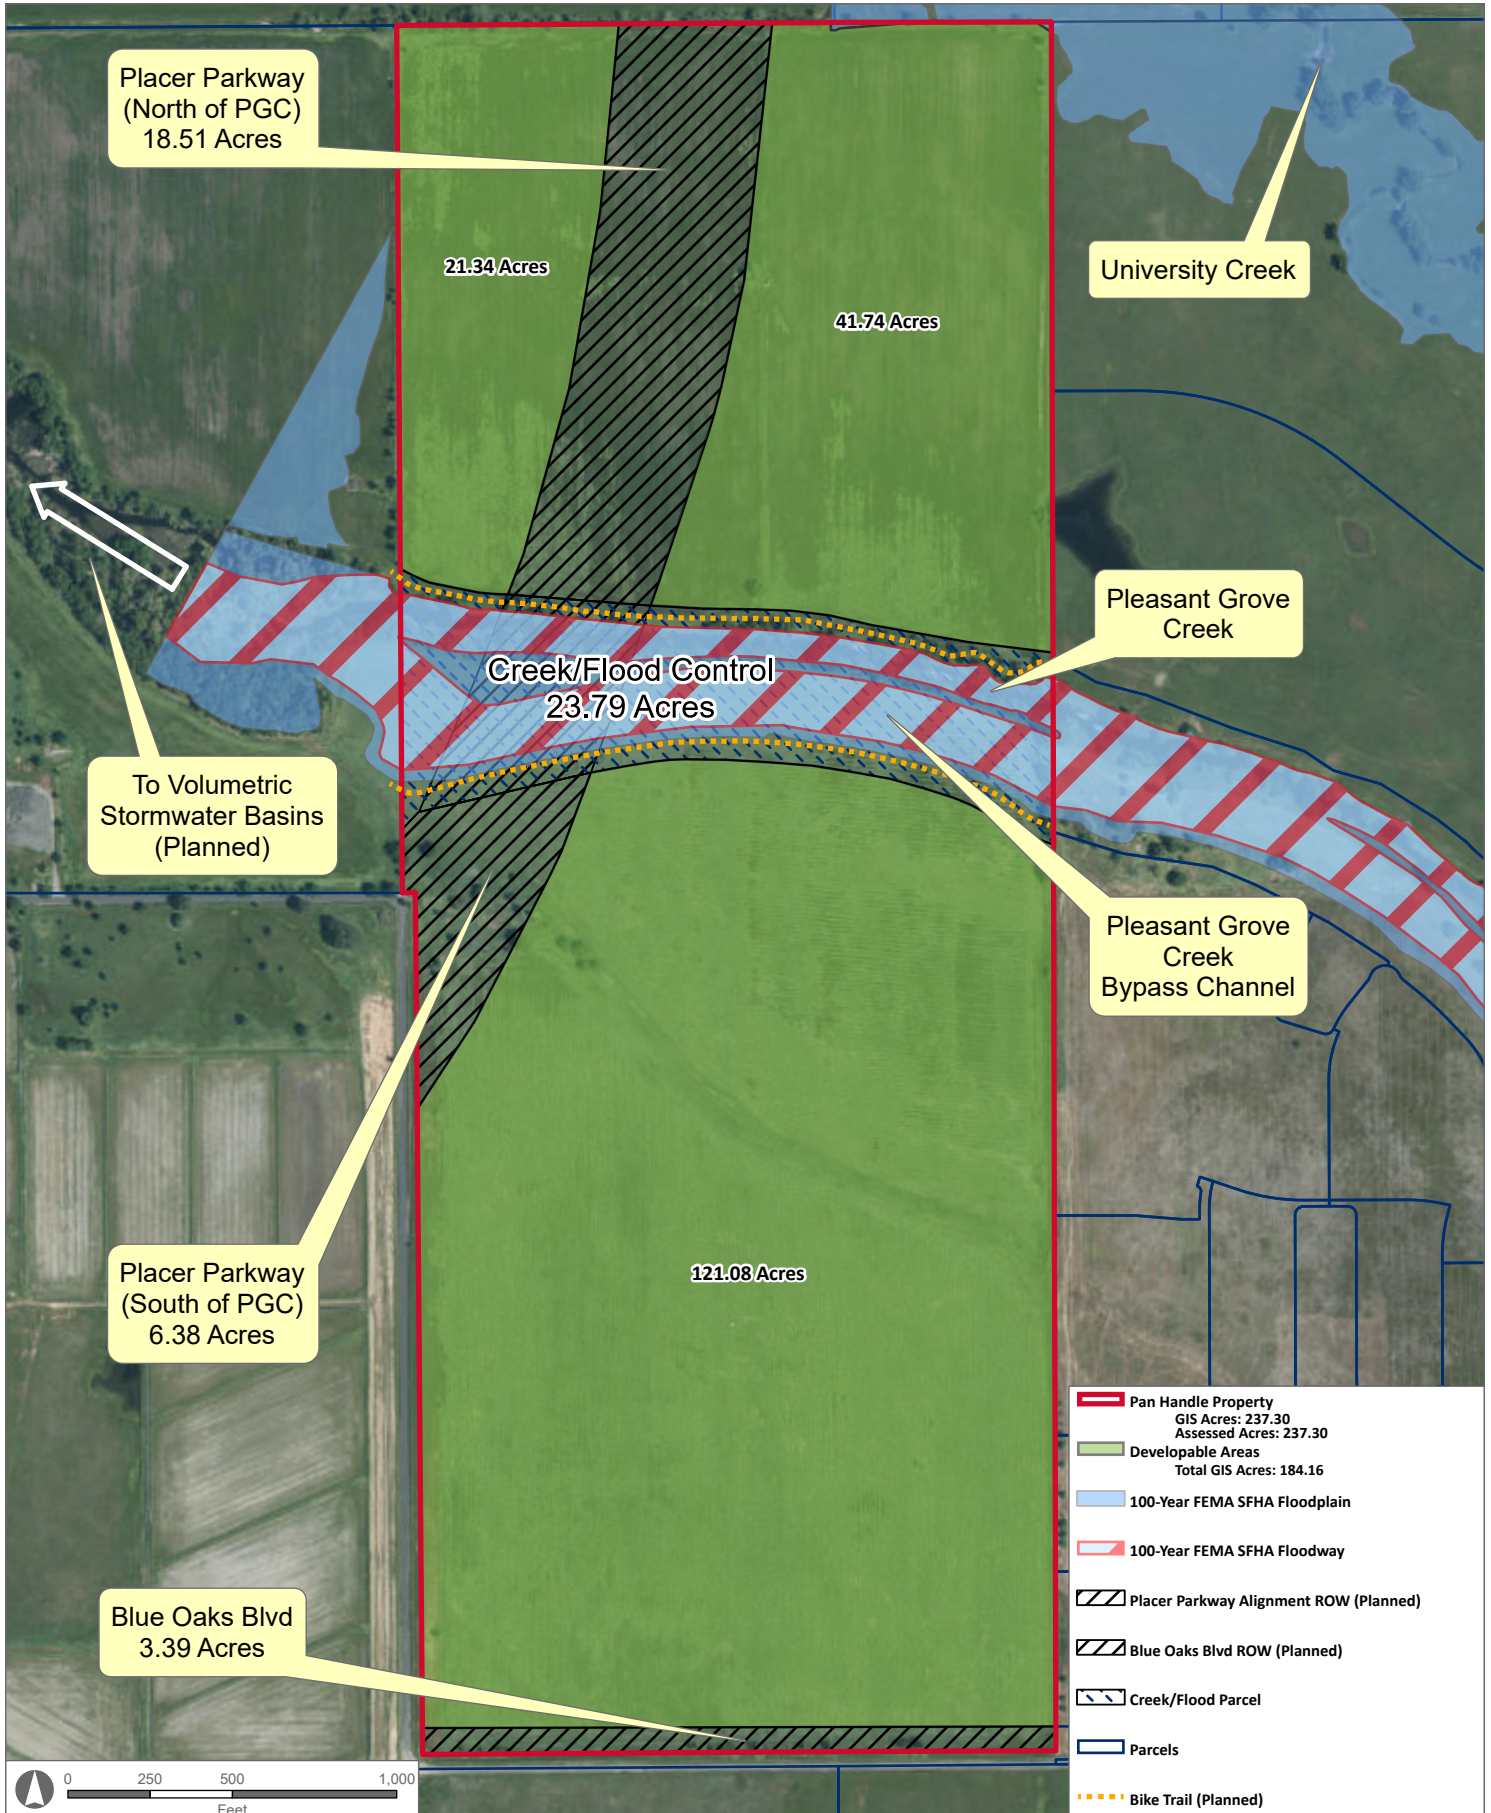 Placer Parkway
(North of PGC)
18.51 Acres
21.34 Acres
41.74 Acres
University Creek
Pleasant Grove
Creek
Creek/Flood Control
23.79 Acres
To Volumetric
Stormwater Basins
(Planned)
Pleasant Grove
Creek
Bypass Channel
Placer Parkway
(South of PGC)
6.38 Acres
121.08 Acres
Blue Oaks Blvd
3.39 Acres
Pan Handle Property
GIS Acres: 237.30
Assessed Acres: 237.30
Developable Areas
Total GIS Acres: 184.16
100-Year FEMA SFHA Floodplain
100-Year FEMA SFHA Floodway
Placer Parkway Alignment ROW (Planned)
Blue Oaks Blvd ROW (Planned)
Creek/Flood Parcel
Parcels
Bike Trail (Planned)
0 250 500 1,000
Feet